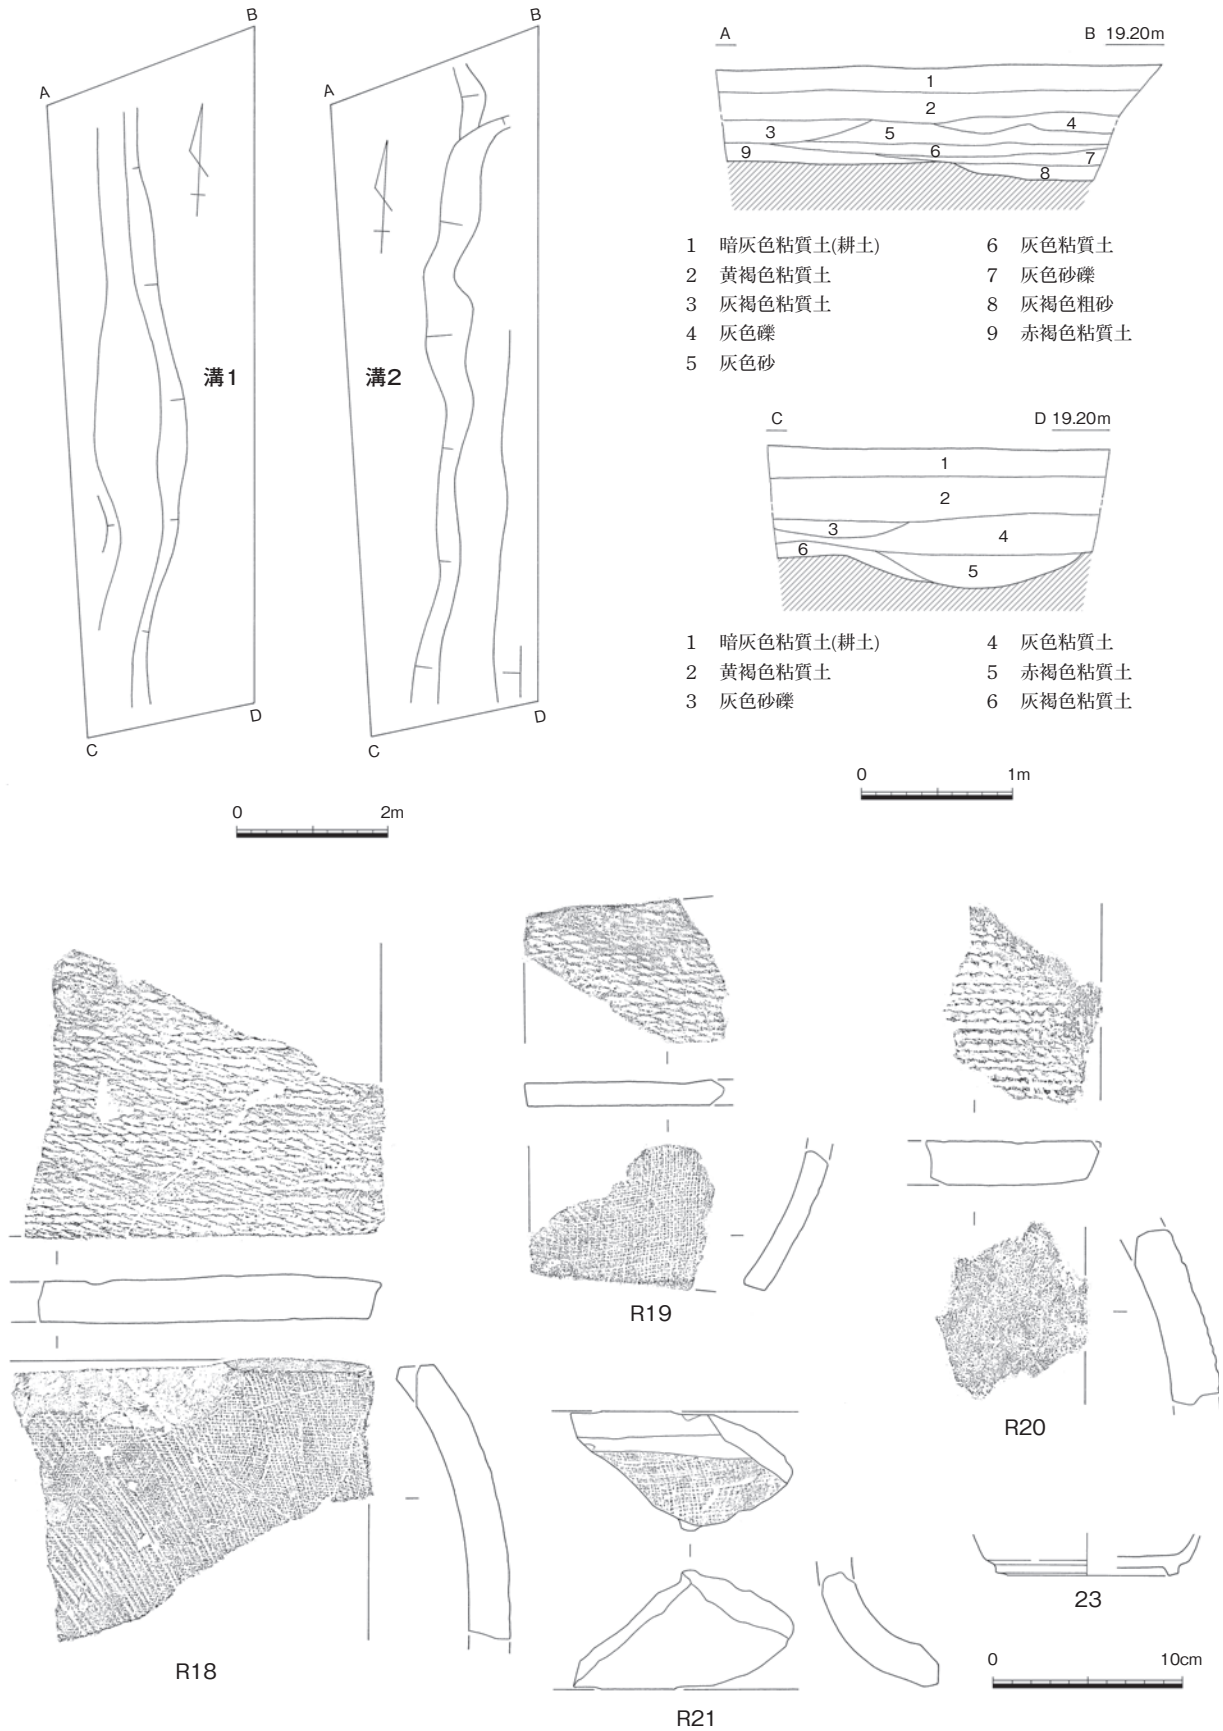 B
A
溝1
C
D
B
A
溝2
C
D
A
B 19.20m
1
2
3
4
5
6
7
8
9
1 暗灰色粘質土(耕土)
2 黄褐色粘質土
3 灰褐色粘質土
4 灰色礫
5 灰色砂
6 灰色粘質土
7 灰色砂礫
8 灰褐色粗砂
9 赤褐色粘質土
C
D 19.20m
1
2
3
4
5
6
1 暗灰色粘質土(耕土)
2 黄褐色粘質土
3 灰色砂礫
4 灰色粘質土
5 赤褐色粘質土
6 灰褐色粘質土
0 2m
0 1m
R18
R19
R20
R21
23
0 10cm